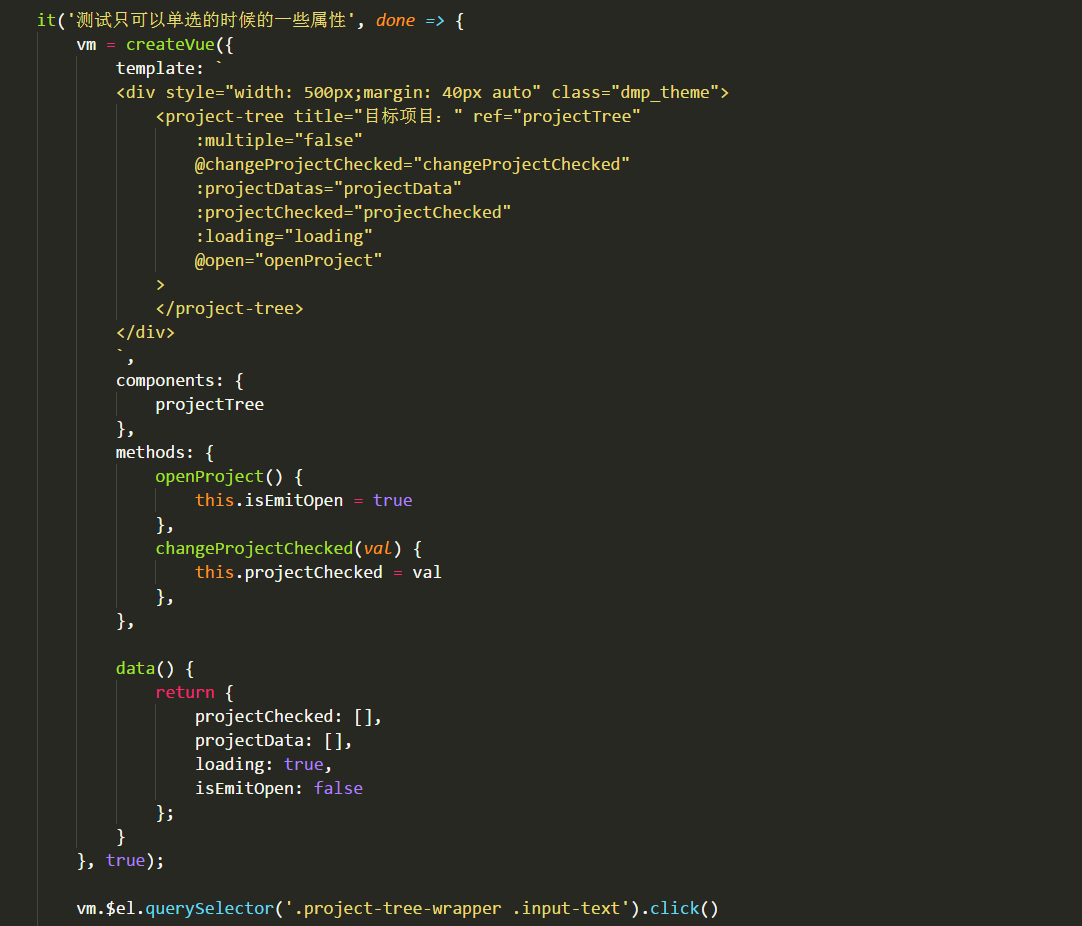 it('测试只可以单选的时候的一些属性', done => {
vm = createVue({
template: `
<div style="width: 500px;margin: 40px auto" class="dmp_theme">
<project-tree title="目标项目：" ref="projectTree"
:multiple="false"
@changeProjectChecked="changeProjectChecked"
:projectDatas="projectData"
:projectChecked="projectChecked"
:loading="loading"
@open="openProject"
>
</project-tree>
</div>
`,
components: {
projectTree
},
methods: {
openProject() {
this.isEmitOpen = true
},
changeProjectChecked(val) {
this.projectChecked = val
},
},
data() {
return {
projectChecked: [],
projectData: [],
loading: true,
isEmitOpen: false
};
}
}, true);
vm.$el.querySelector('.project-tree-wrapper .input-text').click()